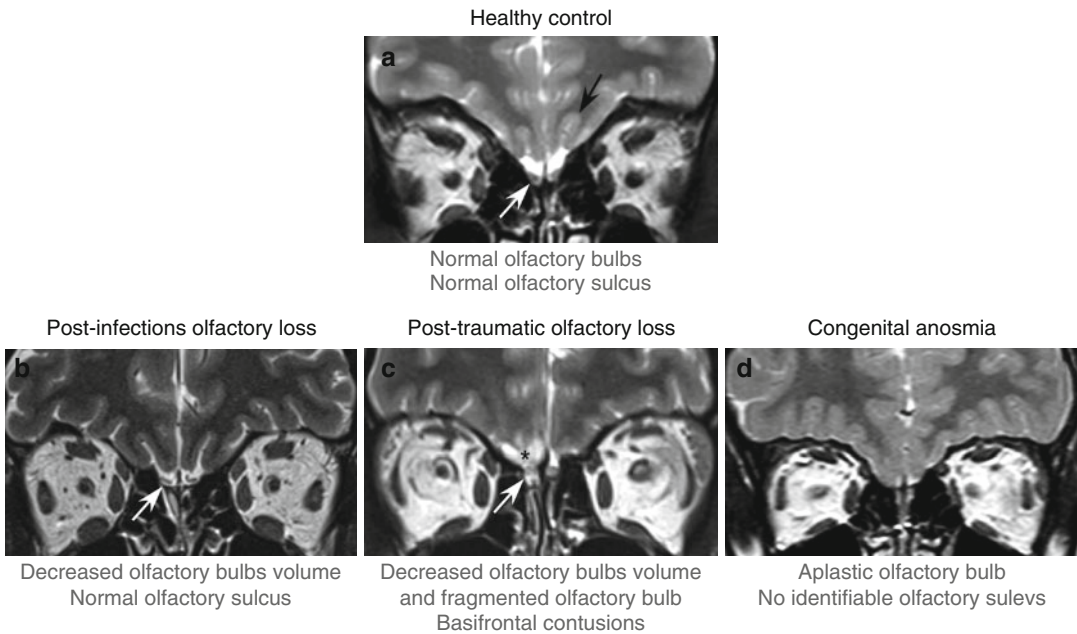 Healthy control
a
Normal olfactory bulbs
Normal olfactory sulcus
Post-infections olfactory loss
b
Decreased olfactory bulbs volume
Normal olfactory sulcus
Post-traumatic olfactory loss
c
*
Decreased olfactory bulbs volume
and fragmented olfactory bulb
Basifrontal contusions
Congenital anosmia
d
Aplastic olfactory bulb
No identifiable olfactory sulevs